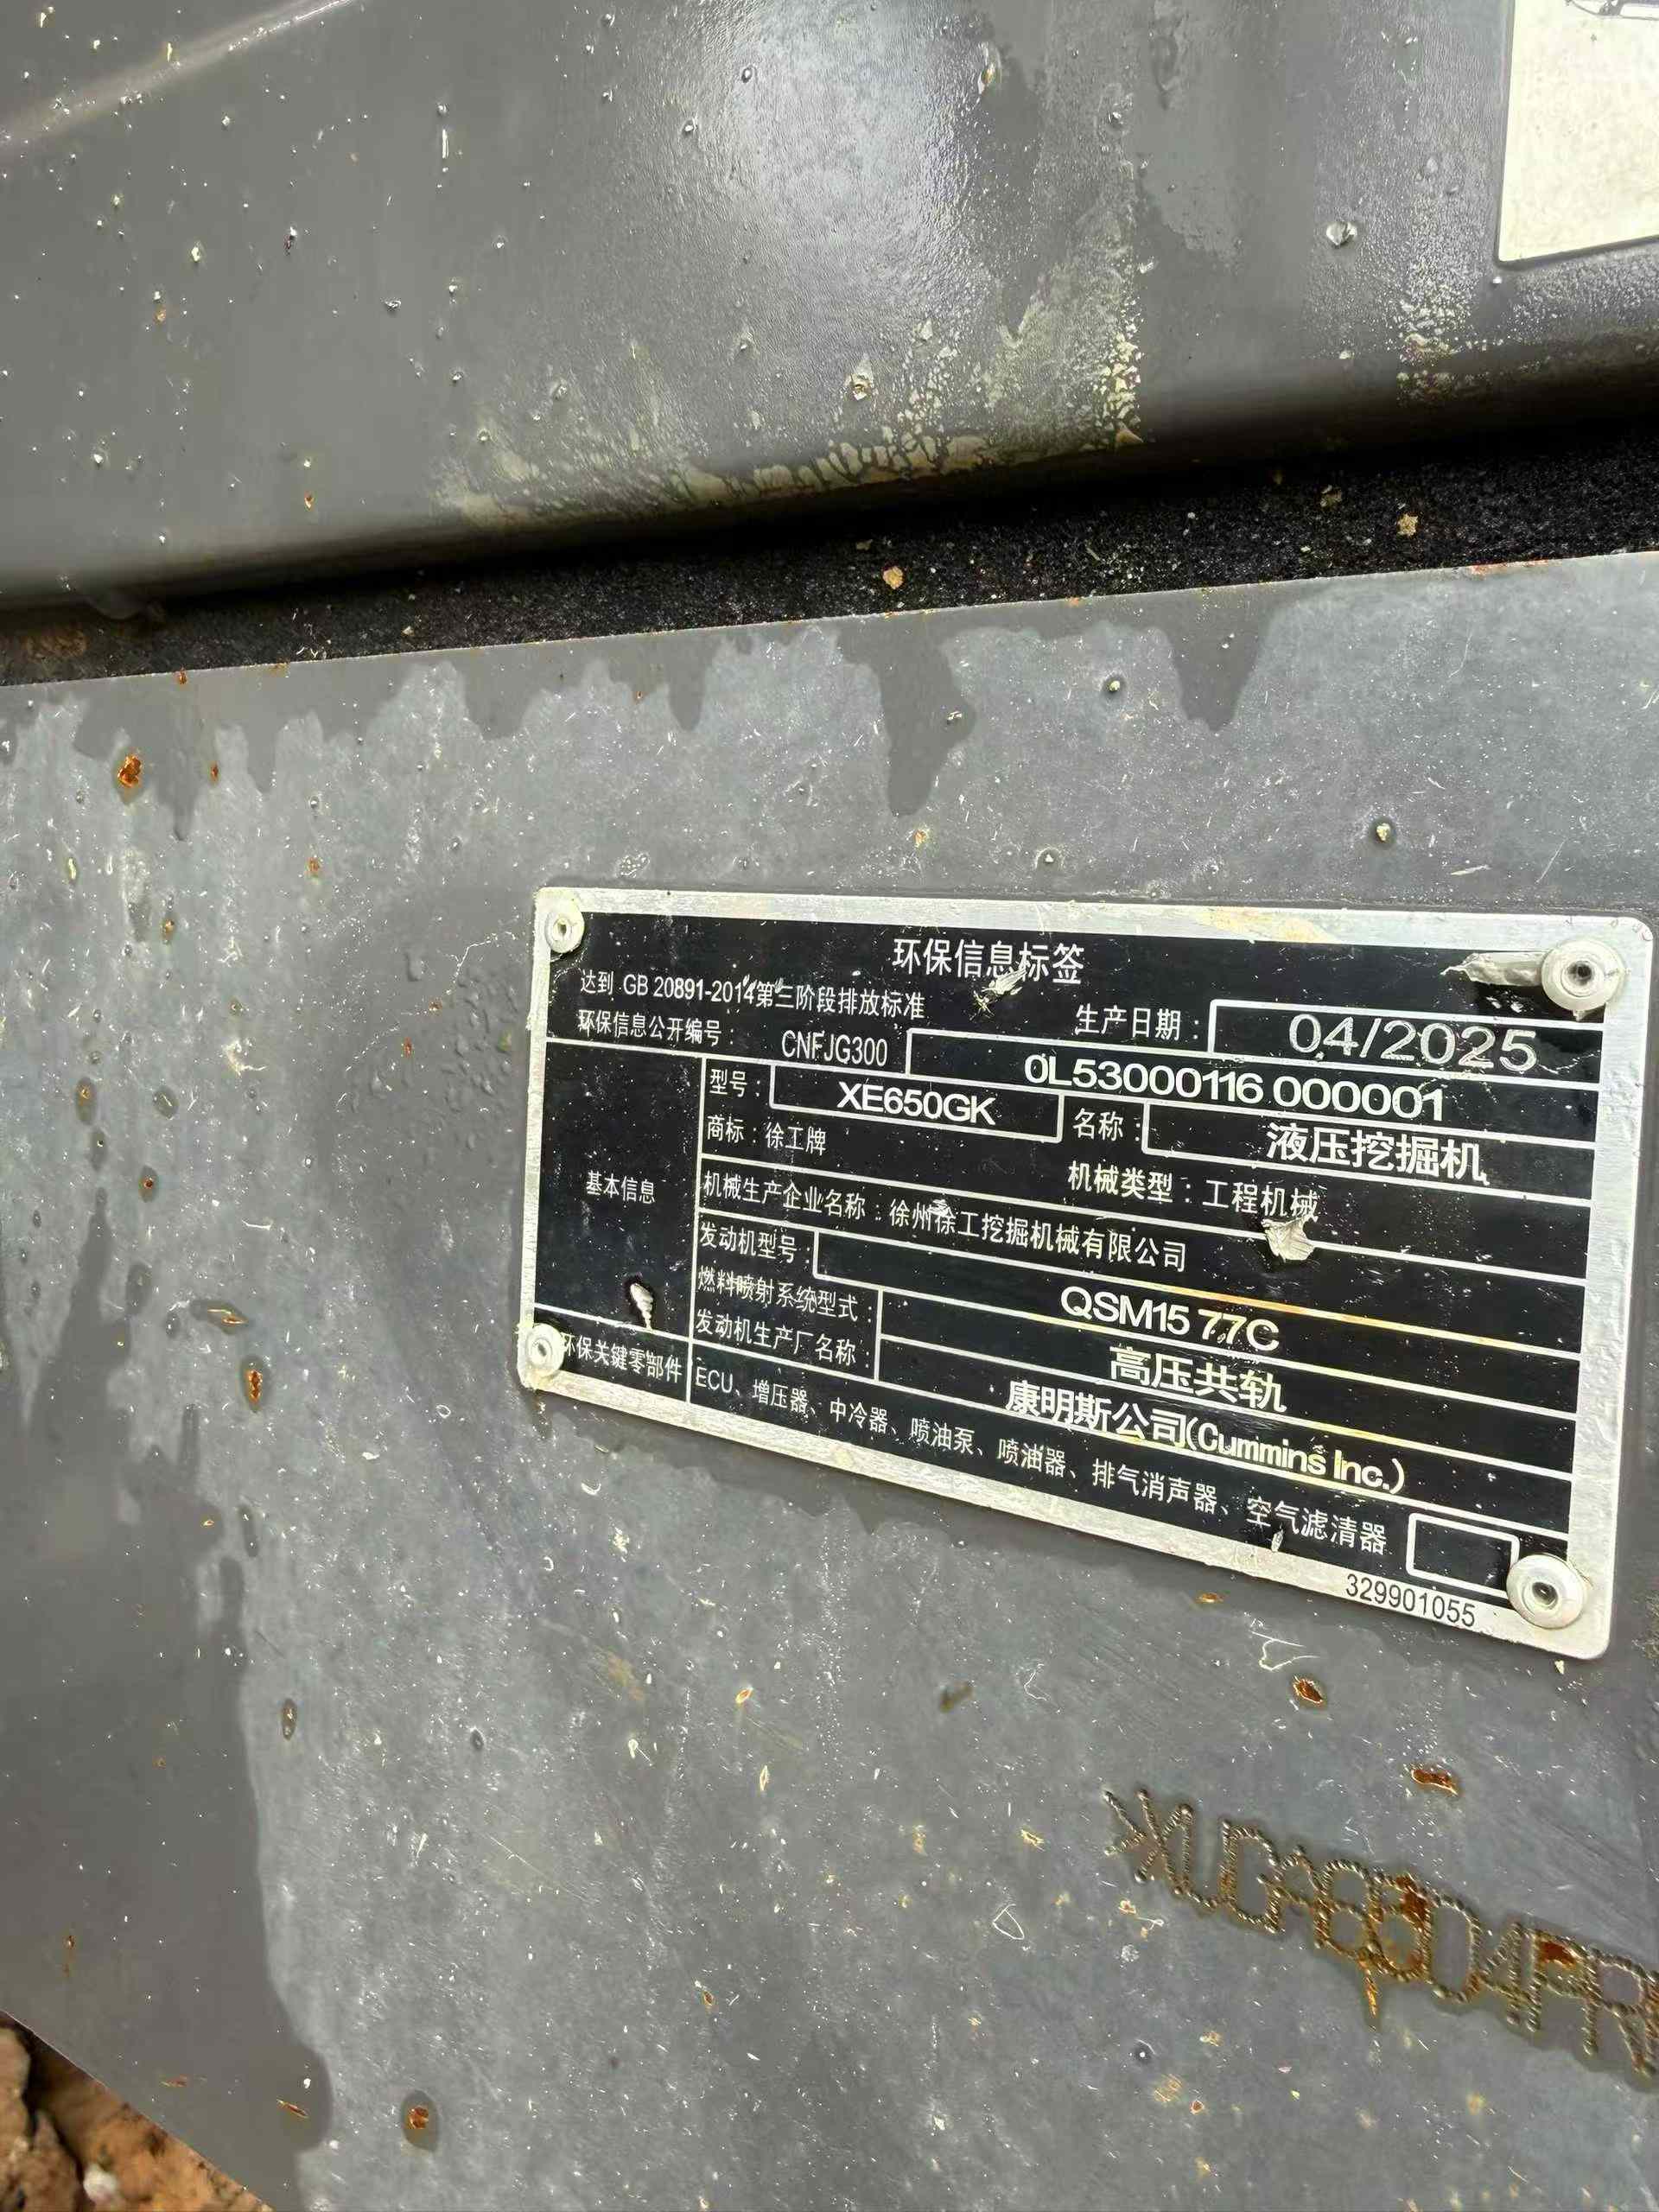 环保信息标签
达到 GB 20891-2014第三阶段排放标准
生产日期：04/2025
环保信息公开编号：CNFJG300 0L53000116 000001
基本信息
型号：XE650GK 名称：液压挖掘机
商标：徐工牌 机械类型：工程机械
机械生产企业名称：徐州徐工挖掘机械有限公司
发动机型号：QSM15 77C
燃料喷射系统型式：高压共轨
发动机生产厂名称：康明斯公司(Cummins Inc.)
环保关键零部件 ECU、增压器、中冷器、喷油泵、喷油器、排气消声器、空气滤清器
329901055